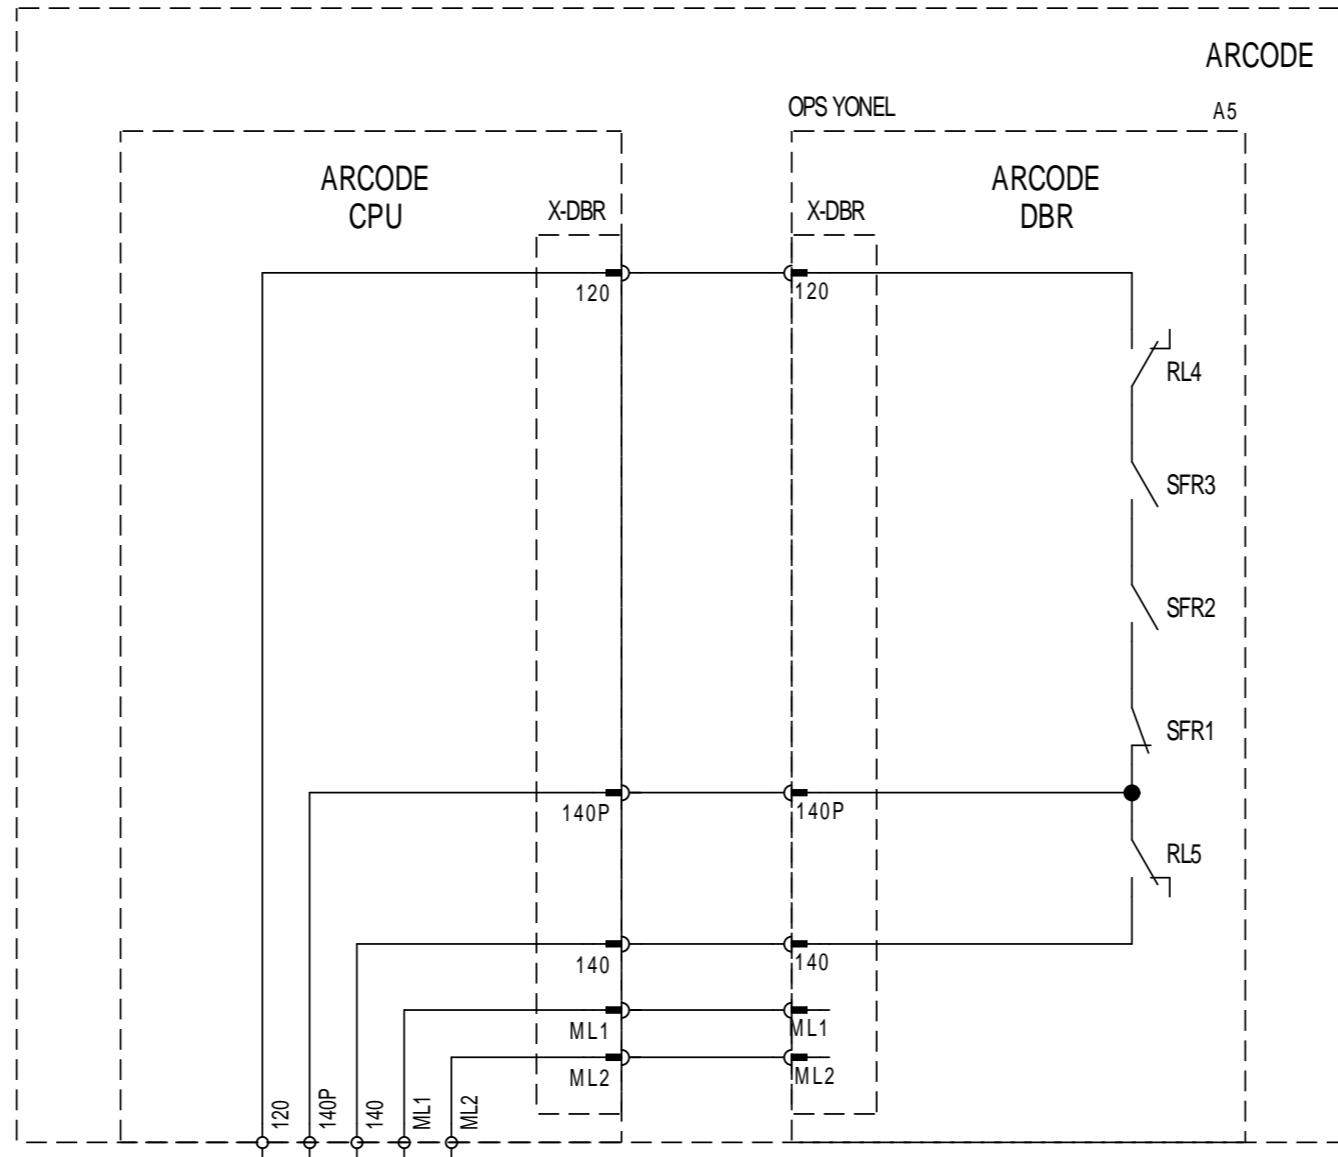 ARCODE
OPS YONEL
A5
ARCODE
CPU
ARCODE
DBR
X-DBR
X-DBR
120
120
RL4
SFR3
SFR2
SFR1
140P
140P
RL5
140
140
ML1
ML1
ML2
ML2
120
140P
140
ML1
ML2